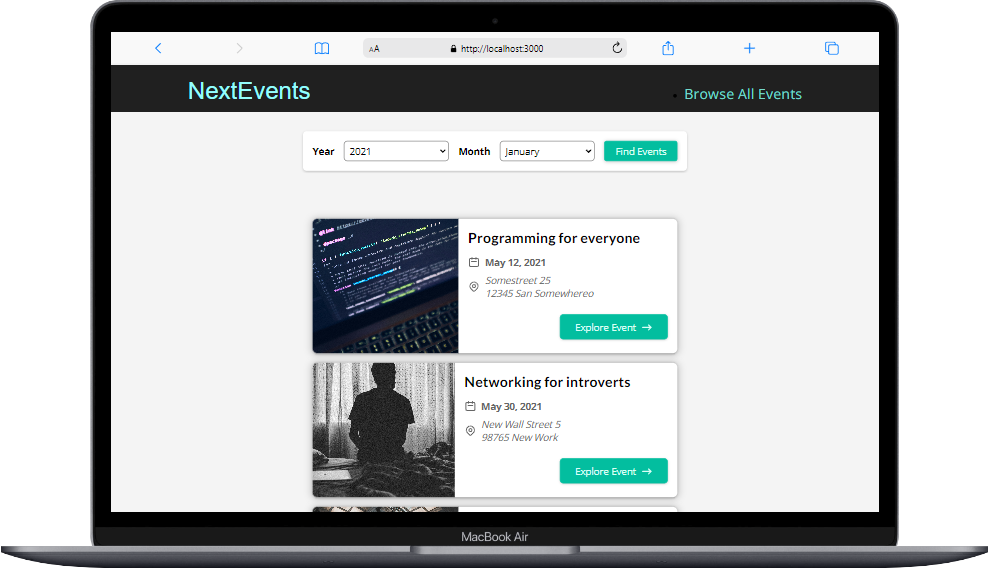 AA http://localhost:3000
NextEvents
Browse All Events
Year 2021 Month January Find Events
Programming for everyone
May 12, 2021
Somestreet 25
12345 San Somewhereo
Explore Event →
Networking for introverts
May 30, 2021
New Wall Street 5
98765 New Work
Explore Event →
MacBook Air